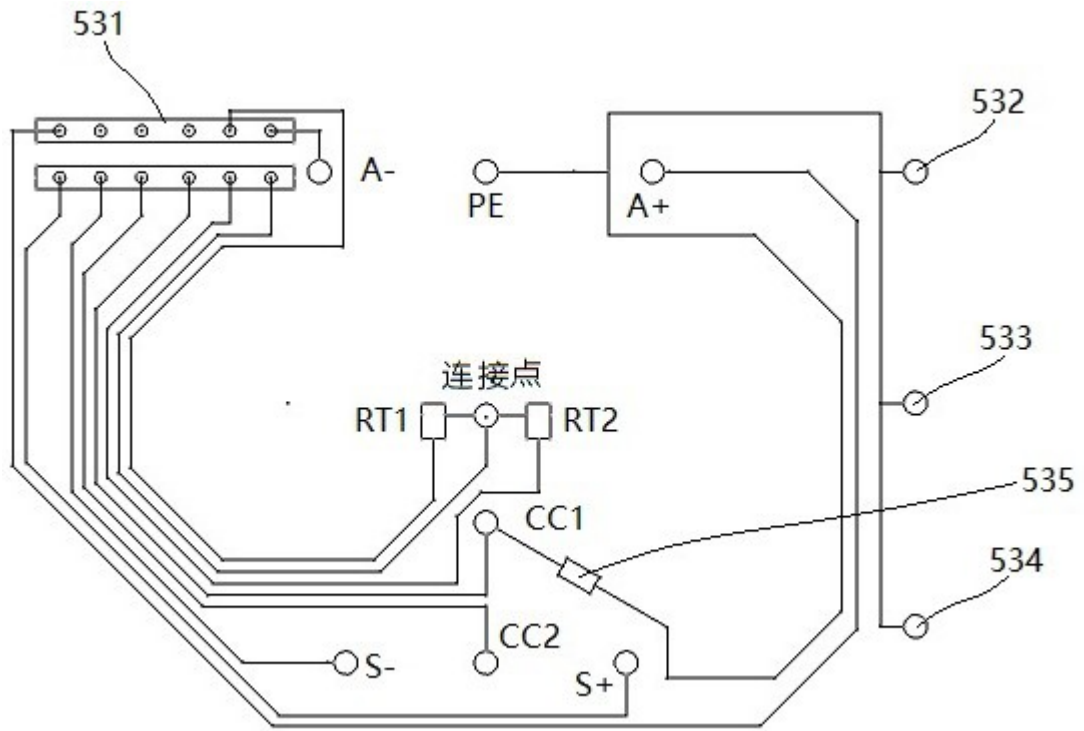 531
532
A-
PE
A+
533
连接点
RT1
RT2
535
CC1
534
CC2
S-
S+